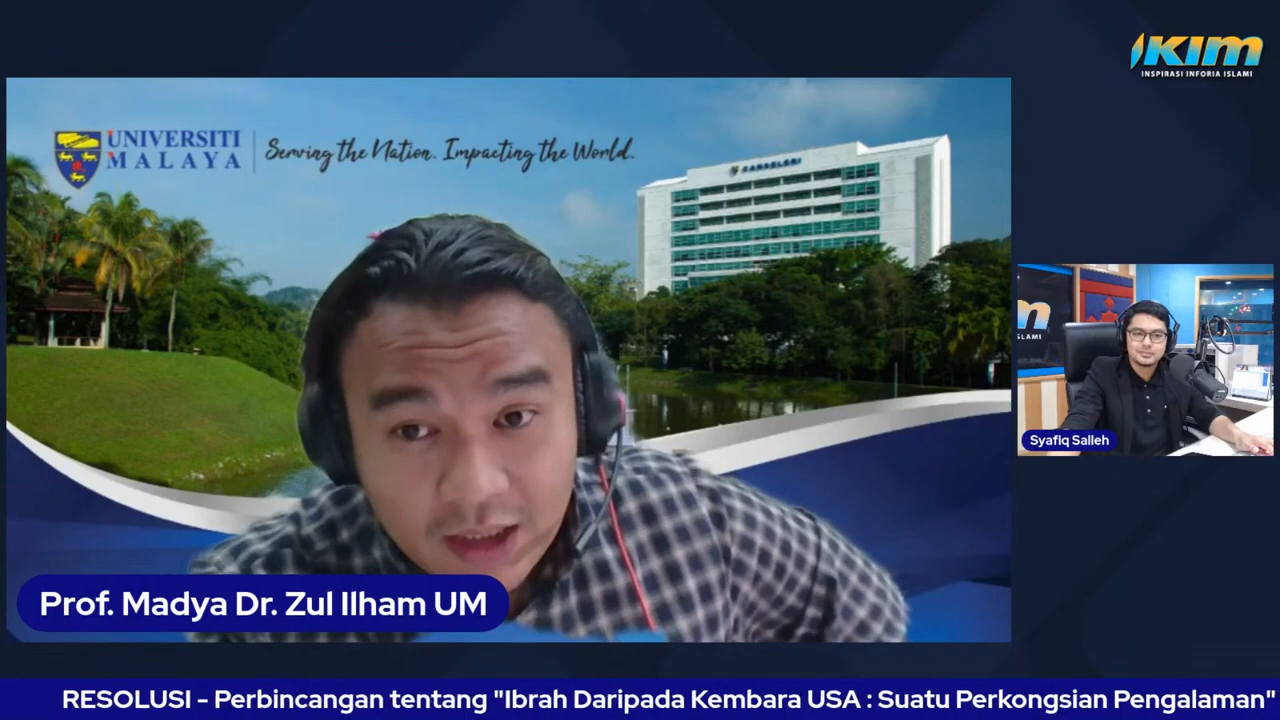 IKIM
INSPIRASI INFORIA ISLAMI
UNIVERSITI
MALAYA
Serving the Nation. Impacting the World.
CANSELERI
Syafiq Salleh
Prof. Madya Dr. Zul Ilham UM
RESOLUSI - Perbincangan tentang "Ibrah Daripada Kembara USA : Suatu Perkongsian Pengalaman"